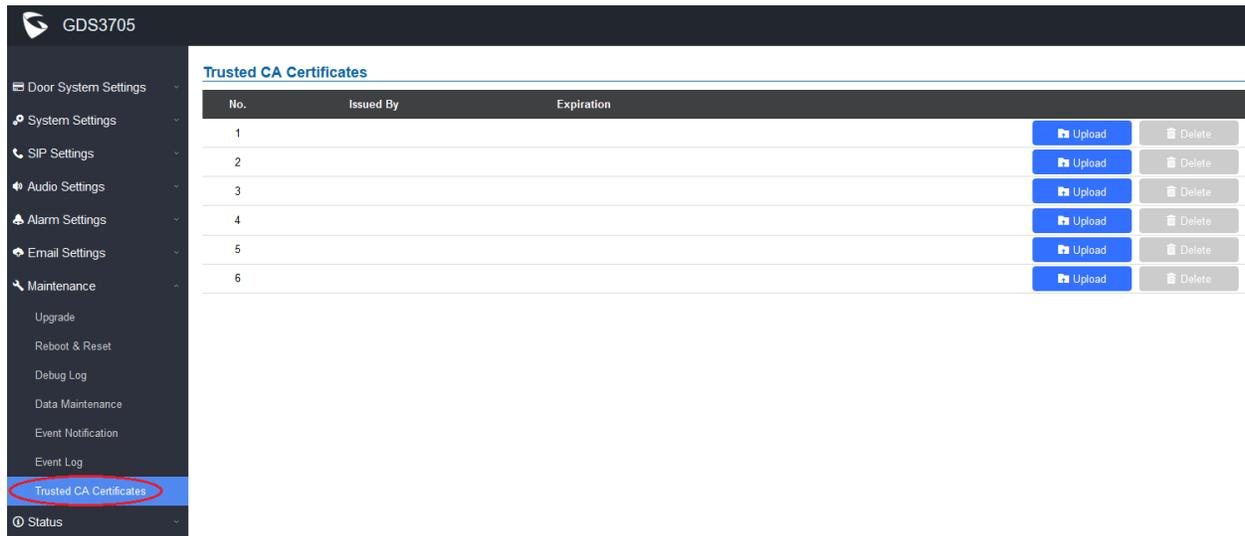 GDS3705
Door System Settings
System Settings
SIP Settings
Audio Settings
Alarm Settings
Email Settings
Maintenance
Upgrade
Reboot & Reset
Debug Log
Data Maintenance
Event Notification
Event Log
Trusted CA Certificates
Status
Trusted CA Certificates
No. Issued By Expiration
1 Upload Delete
2 Upload Delete
3 Upload Delete
4 Upload Delete
5 Upload Delete
6 Upload Delete